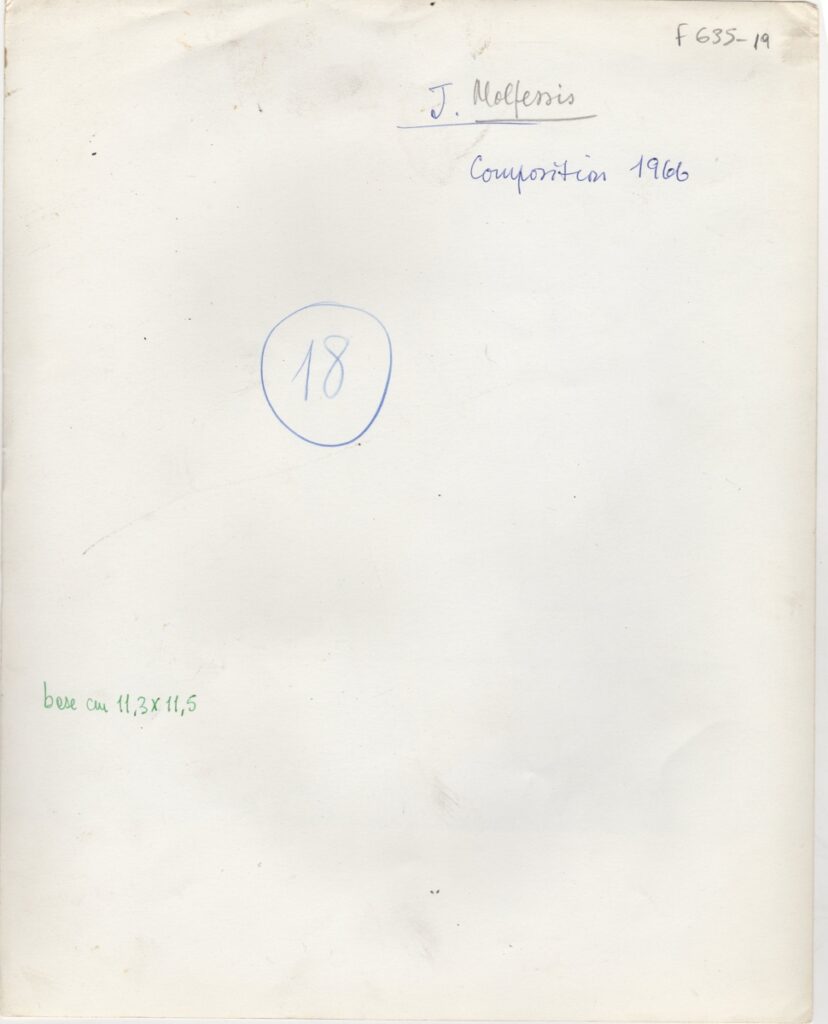 F 635-19
J. Molfessis
Composition 1966
18
base cm 11,3 x 11,5